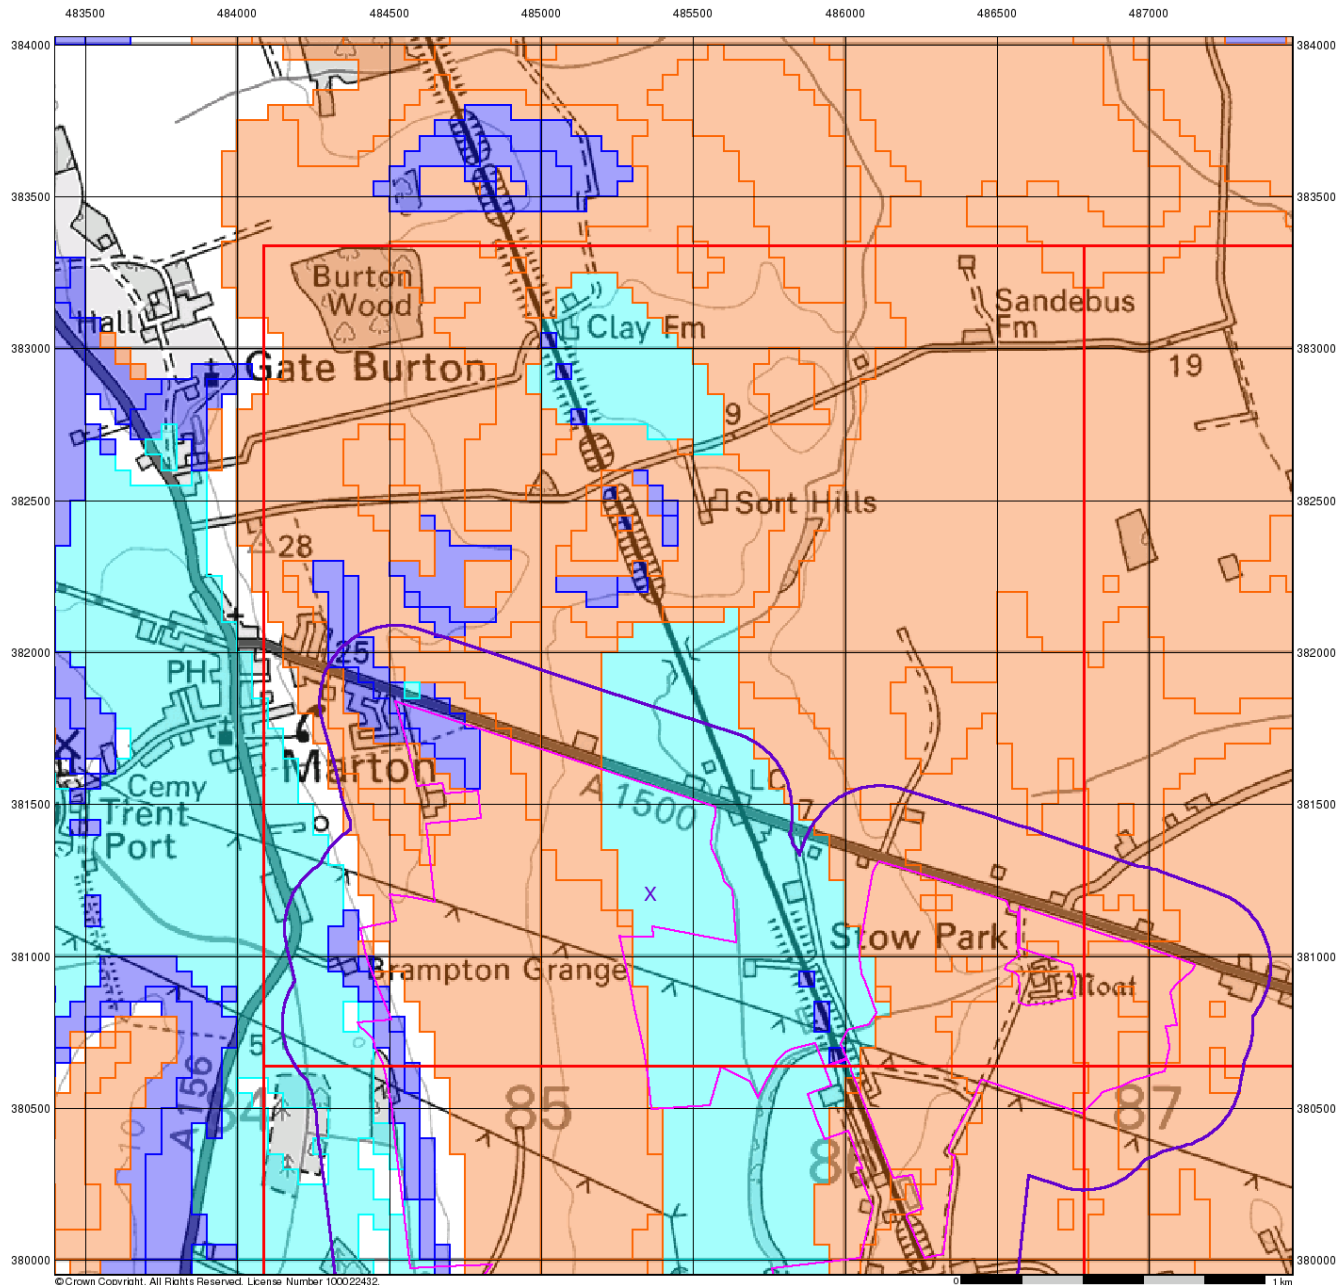 483500 484000 484500 485000 485500 486000 486500 487000
384000 384000
383500 383500
Burton
Wood
Sandebus
Fm
Hall
Clay Fm
383000 383000
Gate Burton
19
9
382500 382500
Sort Hills
28
382000 382000
25
PH
Marton
Cemy
LC
7
A 1500
381500 381500
Trent
Port
X
Stow Park
381000 381000
Brampton Grange
Moat
5
A156
84
85
86
87
10
380500 380500
380000 380000
© Crown Copyright. All Rights Reserved. License Number 100022432.
0 1 km